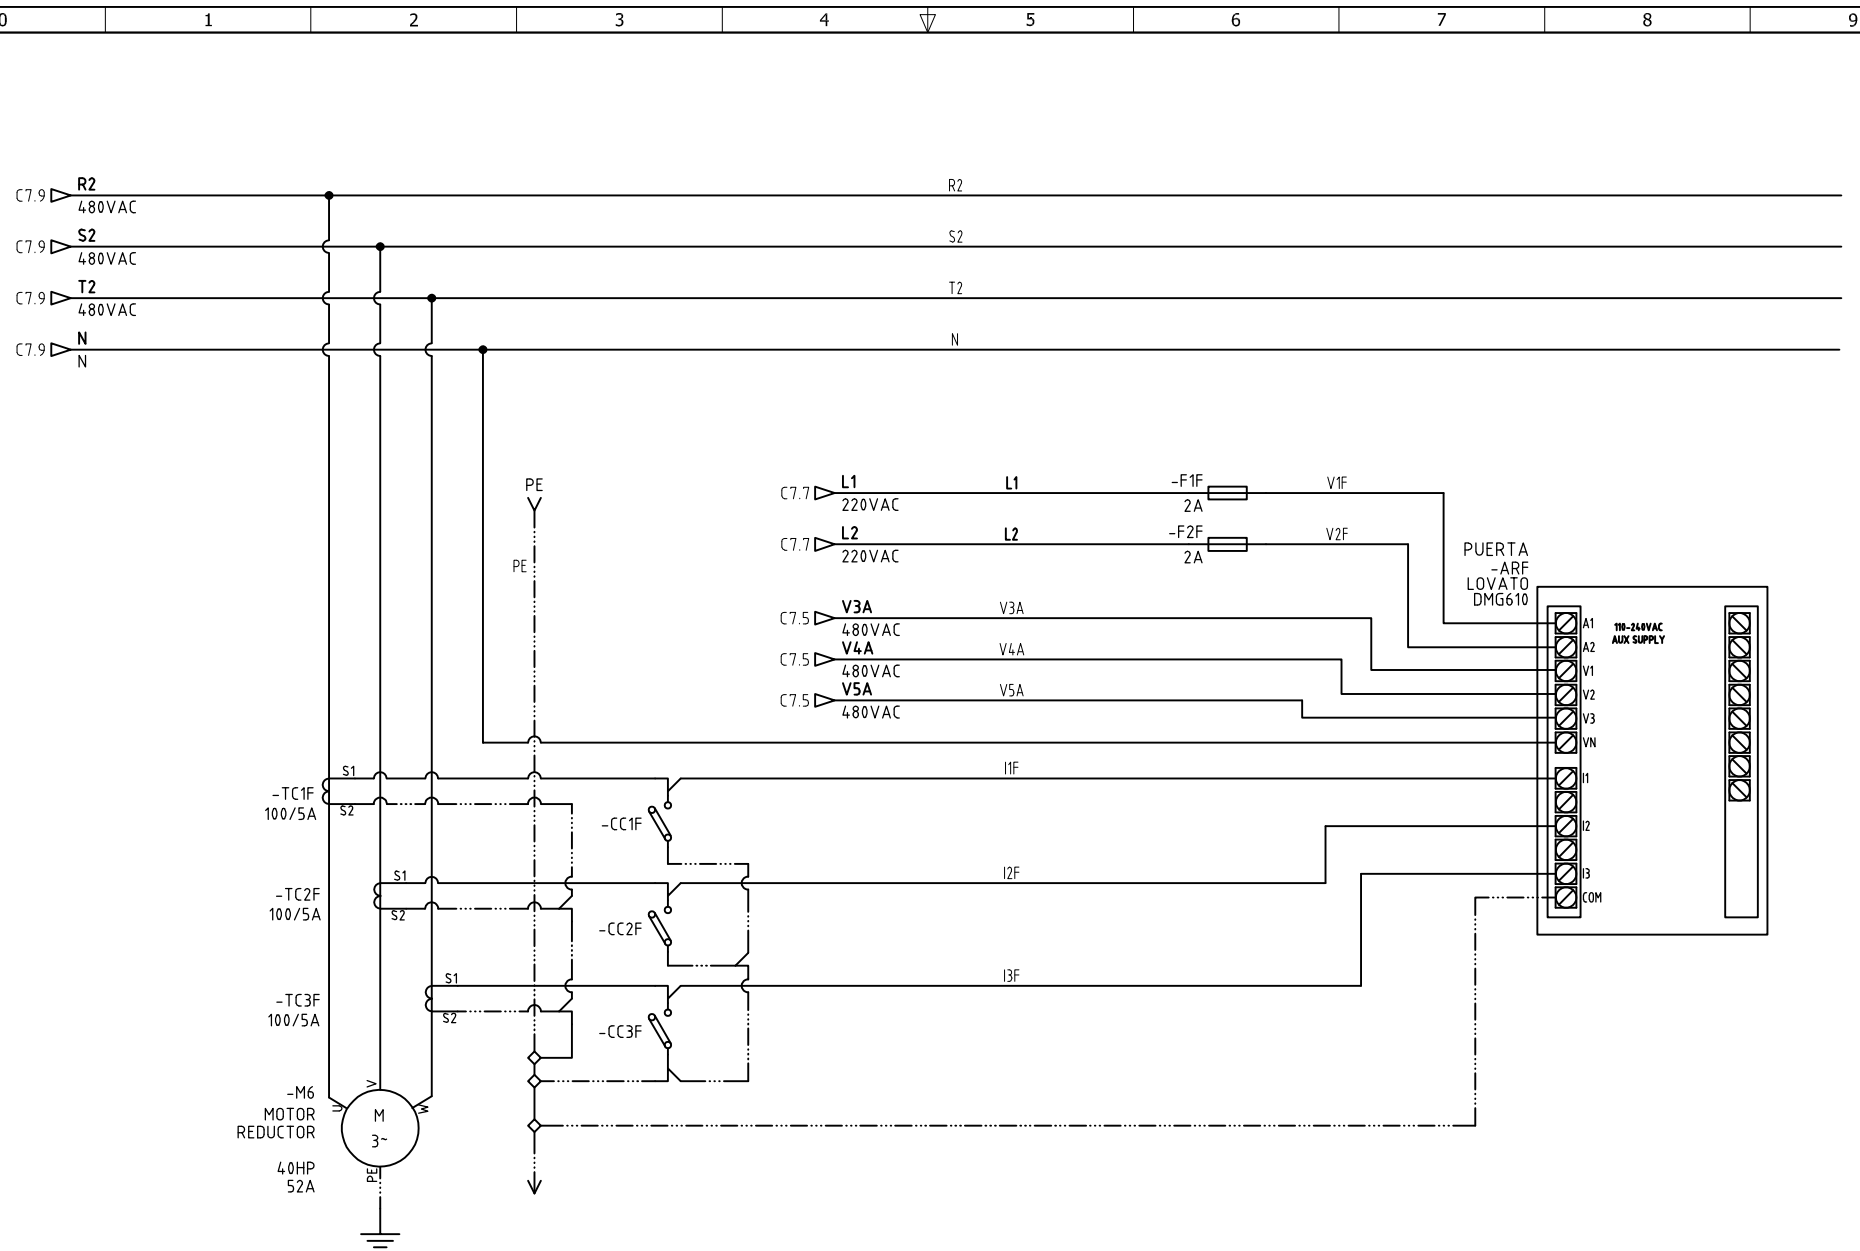 0 1 2 3 4 5 6 7 8 9
R2
C7.9 R2
480VAC
S2
C7.9 S2
480VAC
T2
C7.9 T2
480VAC
N
C7.9 N
N
PE
PE
C7.7 L1 L1 -F1F V1F
220VAC 2A
C7.7 L2 L2 -F2F V2F
220VAC 2A
PUERTA
-ARF
LOVATO
DMG610
C7.5 V3A V3A
480VAC
C7.5 V4A V4A
480VAC
C7.5 V5A V5A
480VAC
110-240VAC
AUX SUPPLY
A1
A2
V1
V2
V3
VN
I1
I2
I3
COM
S1 I1F
-TC1F
100/5A
S2
-CC1F
S1 I2F
-TC2F
100/5A
S2
-CC2F
S1 I3F
-TC3F
100/5A
S2
-CC3F
-M6
MOTOR
REDUCTOR
40HP
52A
U V W
M
3~
PE